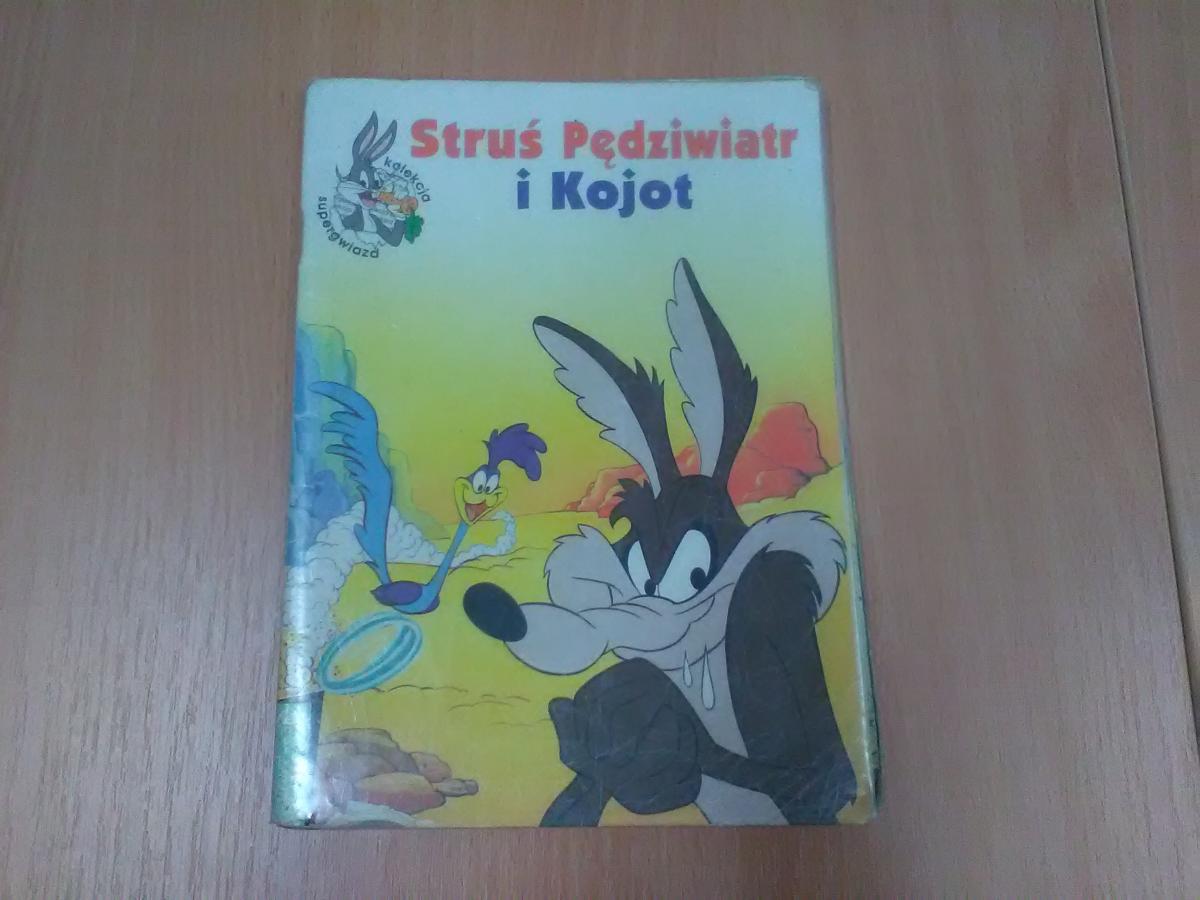 Struś Pędziwiatr
i Kojot
kolekcja
supergwiazd